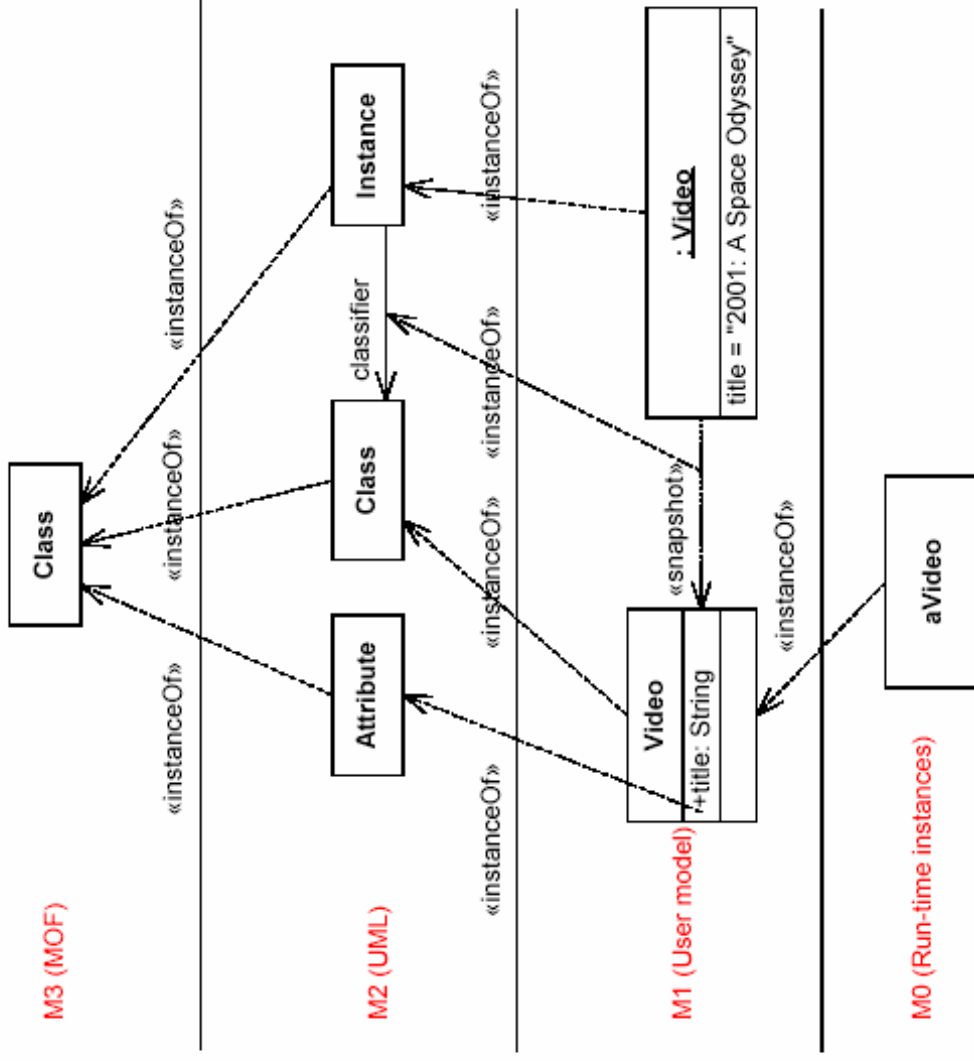 M3 (MOF)
Class
«instanceOf»
«instanceOf»
«instanceOf»
M2 (UML)
Attribute
Class
classifier
Instance
«instanceOf»
«instanceOf»
«instanceOf»
«instanceOf»
M1 (User model)
Video
+title: String
«snapshot»
: Video
title = "2001: A Space Odyssey"
«instanceOf»
M0 (Run-time instances)
aVideo